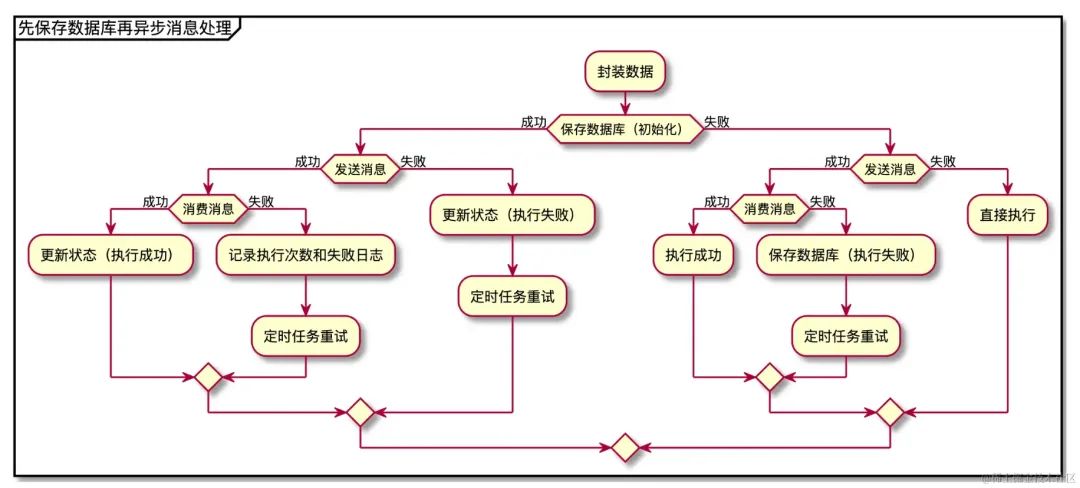 先保存数据库再异步消息处理
封装数据
成功
保存数据库（初始化）
失败
成功
发送消息
失败
成功
发送消息
失败
成功
消费消息
失败
更新状态（执行失败）
成功
消费消息
失败
直接执行
更新状态（执行成功）
记录执行次数和失败日志
执行成功
保存数据库（执行失败）
定时任务重试
定时任务重试
定时任务重试
@稀土掘金技术社区